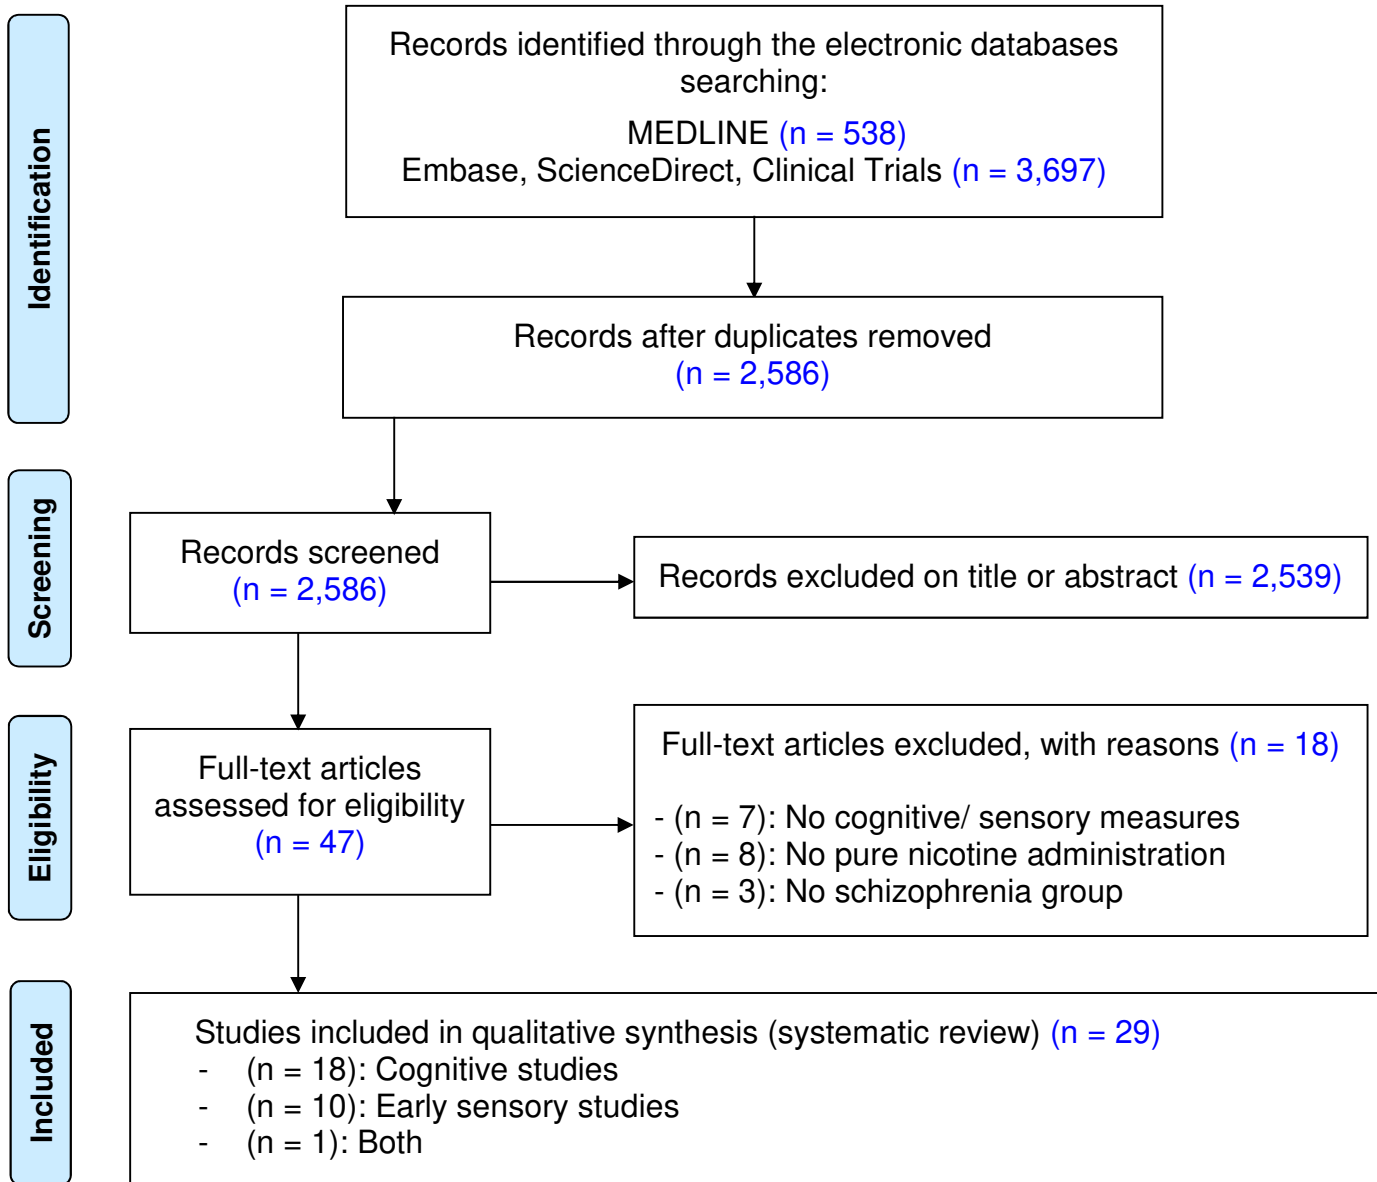 Identification
Records identified through the electronic databases
searching:
MEDLINE (n = 538)
Embase, ScienceDirect, Clinical Trials (n = 3,697)
Records after duplicates removed
(n = 2,586)
Screening
Records screened
(n = 2,586)
Records excluded on title or abstract (n = 2,539)
Eligibility
Full-text articles
assessed for eligibility
(n = 47)
Full-text articles excluded, with reasons (n = 18)
- (n = 7): No cognitive/ sensory measures
- (n = 8): No pure nicotine administration
- (n = 3): No schizophrenia group
Included
Studies included in qualitative synthesis (systematic review) (n = 29)
- (n = 18): Cognitive studies
- (n = 10): Early sensory studies
- (n = 1): Both